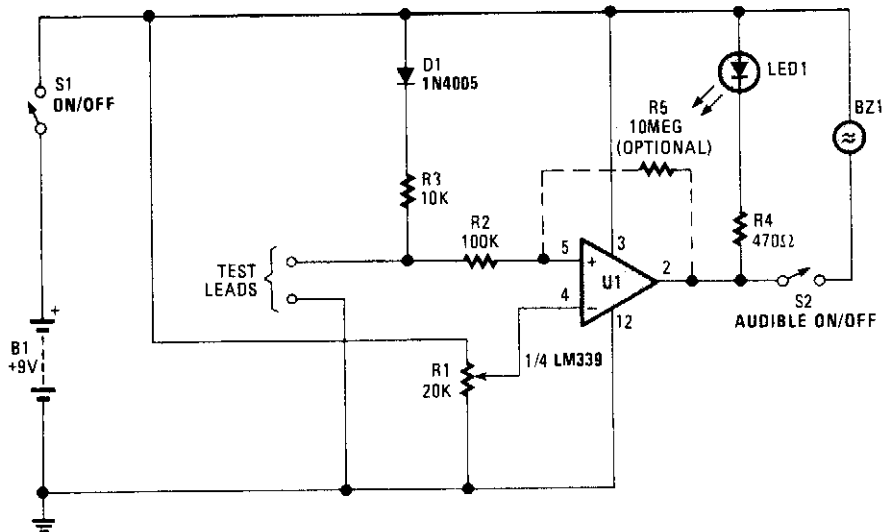 D1
1N4005
LED1
S1
ON/OFF
R5
10MEG
(OPTIONAL)
BZ1
R3
10K
R4
470Ω
R2
100K
5
+
3
2
U1
4
−
12
TEST
LEADS
S2
AUDIBLE ON/OFF
+
B1
+9V
R1
20K
1/4 LM339